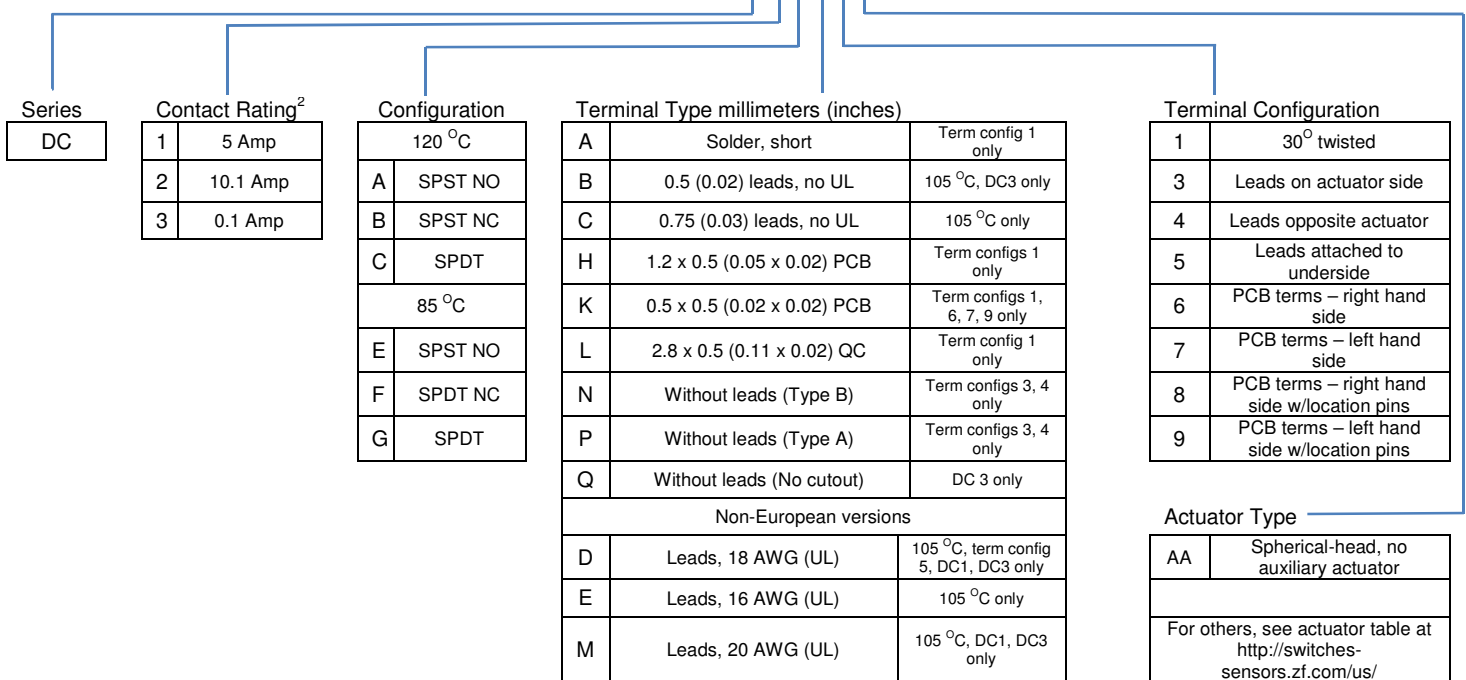 Series
DC
Contact Rating2
1 5 Amp
2 10.1 Amp
3 0.1 Amp
Configuration
120 OC
A SPST NO
B SPST NC
C SPDT
85 OC
E SPST NO
F SPDT NC
G SPDT
Terminal Type millimeters (inches)
A Solder, short Term config 1
only
B 0.5 (0.02) leads, no UL 105 OC, DC3 only
C 0.75 (0.03) leads, no UL 105 OC only
H 1.2 x 0.5 (0.05 x 0.02) PCB Term configs 1
only
K 0.5 x 0.5 (0.02 x 0.02) PCB Term configs 1,
6, 7, 9 only
L 2.8 x 0.5 (0.11 x 0.02) QC Term config 1
only
N Without leads (Type B) Term configs 3, 4
only
P Without leads (Type A) Term configs 3, 4
only
Q Without leads (No cutout) DC 3 only
Non-European versions
D Leads, 18 AWG (UL) 105 OC, term config
5, DC1, DC3 only
E Leads, 16 AWG (UL) 105 OC only
M Leads, 20 AWG (UL) 105 OC, DC1, DC3
only
Terminal Configuration
1 30O twisted
3 Leads on actuator side
4 Leads opposite actuator
5 Leads attached to
underside
6 PCB terms – right hand
side
7 PCB terms – left hand
side
8 PCB terms – right hand
side w/location pins
9 PCB terms – left hand
side w/location pins
Actuator Type
AA Spherical-head, no
auxiliary actuator
For others, see actuator table at
http://switches-
sensors.zf.com/us/